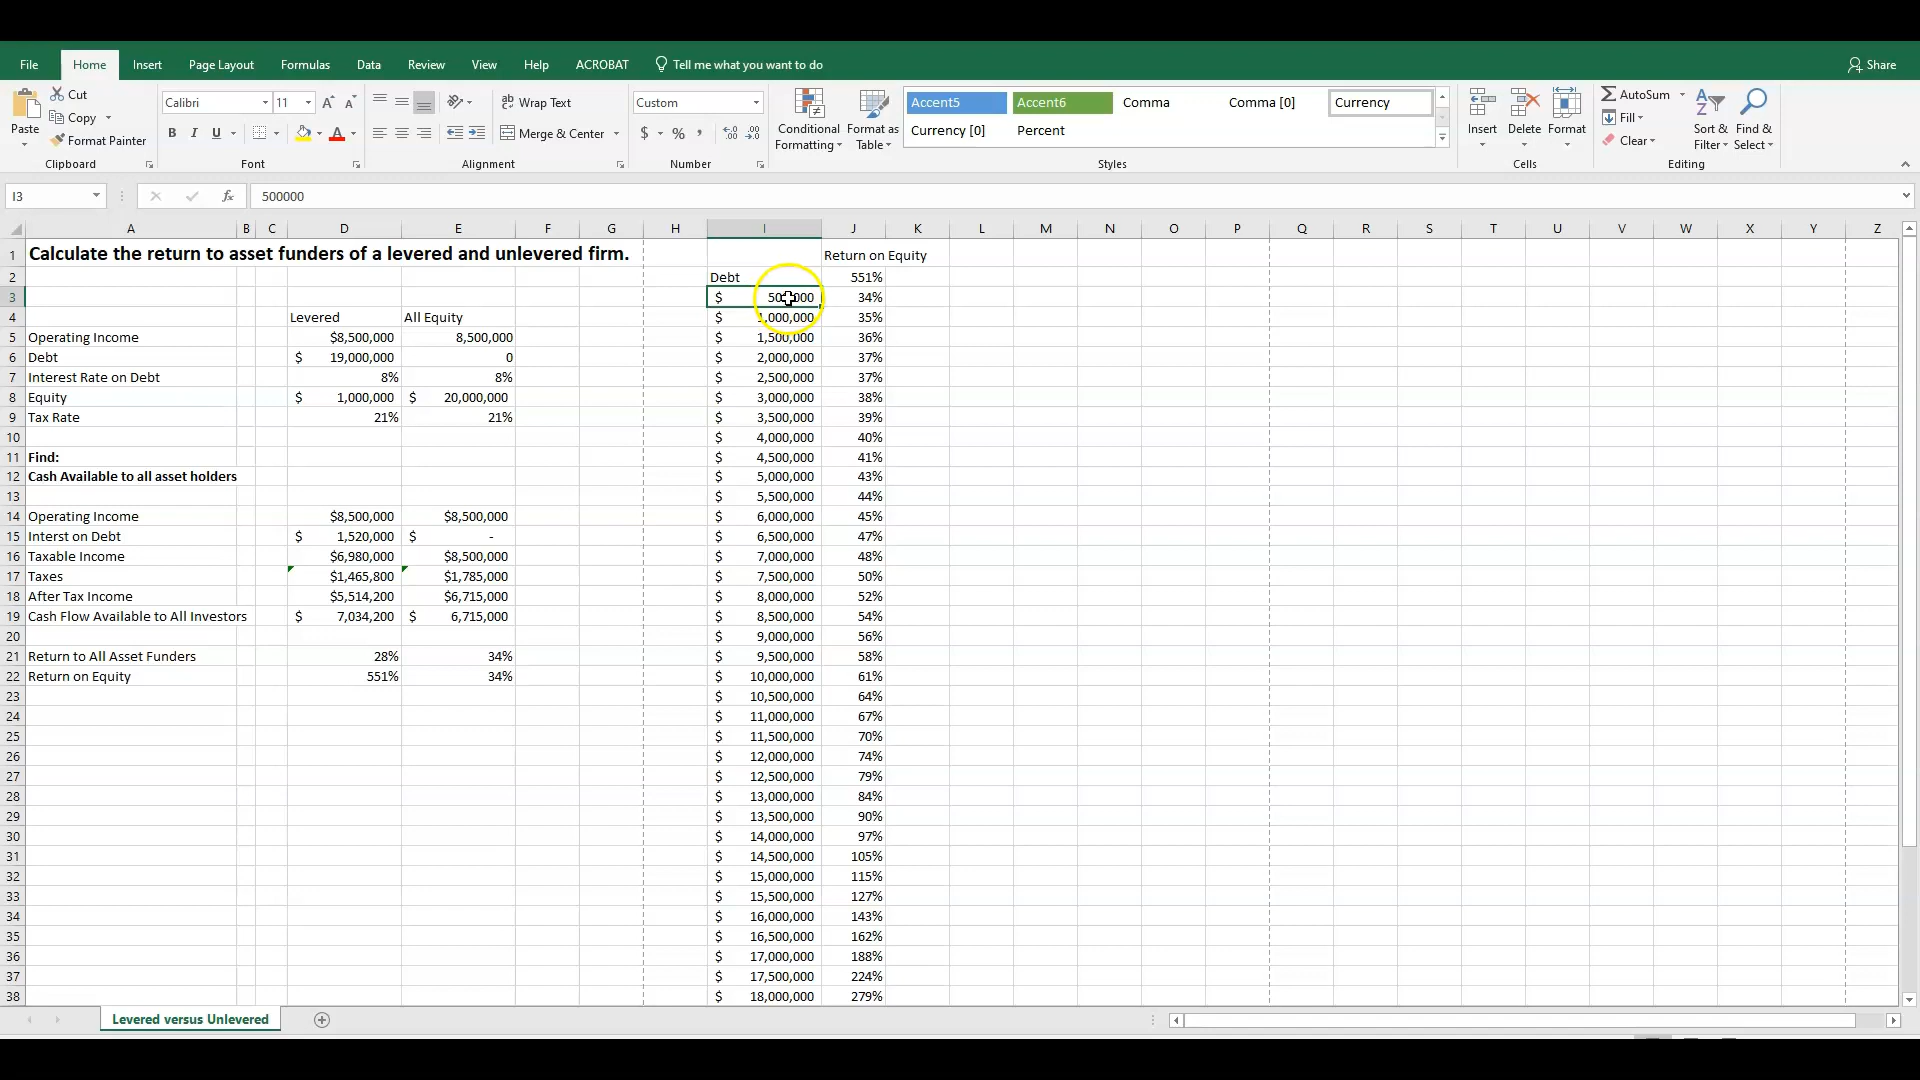 File Home Insert Page Layout Formulas Data Review View Help ACROBAT Tell me what you want to do Share
Paste Cut Copy Format Painter Clipboard
Calibri 11 B I U Font
Wrap Text Merge & Center Alignment
Custom $ % Number
Conditional Formatting Format as Table
Accent5 Accent6 Comma Comma [0] Currency
Currency [0] Percent
Styles
Insert Delete Format Cells
AutoSum Fill Clear Sort & Filter Find & Select Editing
I3 fx 500000
A B C D E F G H I J K L M N O P Q R S T U V W X Y Z
1 Calculate the return to asset funders of a levered and unlevered firm. Return on Equity
2 Debt 551%
3 $ 34%
4 Levered All Equity $ 1,000,000 35%
5 Operating Income $8,500,000 8,500,000 $ 1,500,000 36%
6 Debt $ 19,000,000 0 $ 2,000,000 37%
7 Interest Rate on Debt 8% 8% $ 2,500,000 37%
8 Equity $ 1,000,000 $ 20,000,000 $ 3,000,000 38%
9 Tax Rate 21% 21% $ 3,500,000 39%
10 $ 4,000,000 40%
11 Find: $ 4,500,000 41%
12 Cash Available to all asset holders $ 5,000,000 43%
13 $ 5,500,000 44%
14 Operating Income $8,500,000 $8,500,000 $ 6,000,000 45%
15 Interst on Debt $ 1,520,000 $ - $ 6,500,000 47%
16 Taxable Income $6,980,000 $8,500,000 $ 7,000,000 48%
17 Taxes $1,465,800 $1,785,000 $ 7,500,000 50%
18 After Tax Income $5,514,200 $6,715,000 $ 8,000,000 52%
19 Cash Flow Available to All Investors $ 7,034,200 $ 6,715,000 $ 8,500,000 54%
20 $ 9,000,000 56%
21 Return to All Asset Funders 28% 34% $ 9,500,000 58%
22 Return on Equity 551% 34% $ 10,000,000 61%
23 $ 10,500,000 64%
24 $ 11,000,000 67%
25 $ 11,500,000 70%
26 $ 12,000,000 74%
27 $ 12,500,000 79%
28 $ 13,000,000 84%
29 $ 13,500,000 90%
30 $ 14,000,000 97%
31 $ 14,500,000 105%
32 $ 15,000,000 115%
33 $ 15,500,000 127%
34 $ 16,000,000 143%
35 $ 16,500,000 162%
36 $ 17,000,000 188%
37 $ 17,500,000 224%
38 $ 18,000,000 279%
Levered versus Unlevered